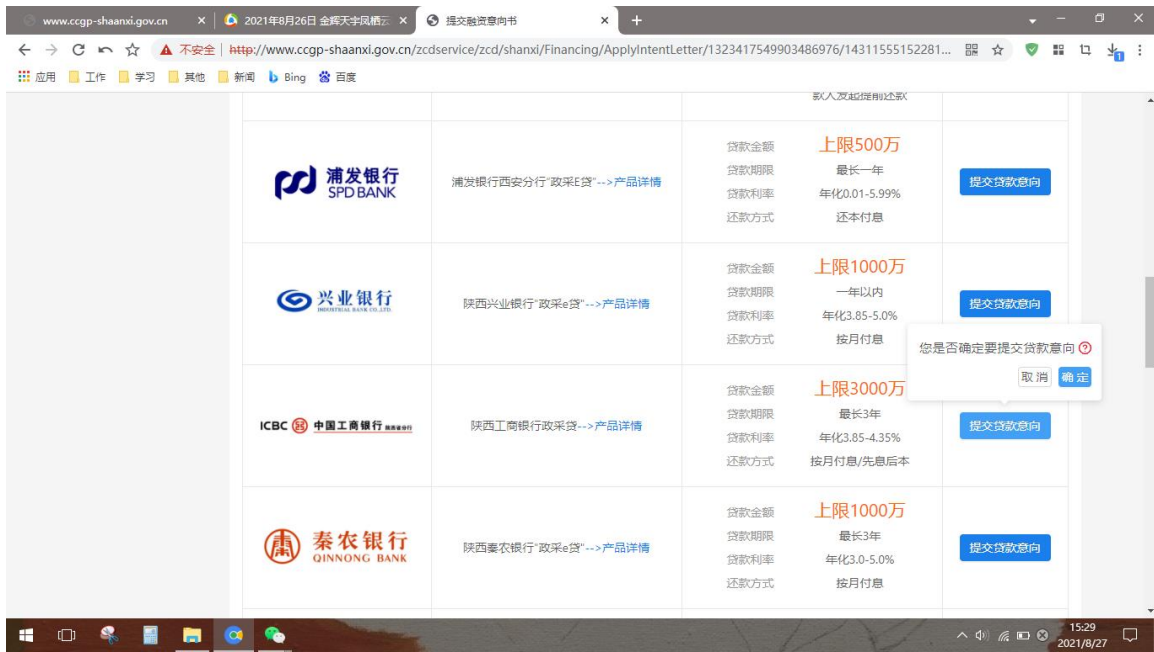 www.ccgp-shaanxi.gov.cn
2021年8月26日 金辉天宇凤栖云
提交融资意向书
不安全 http://www.ccgp-shaanxi.gov.cn/zcdservice/zcd/shanxi/Financing/ApplyIntentLetter/1323417549903486976/14311555152281...
应用 工作 学习 其他 新闻 Bing 百度
款人发起提前还款
浦发银行
SPD BANK
浦发银行西安分行"政采E贷"-->产品详情
贷款金额 上限500万
贷款期限 最长一年
贷款利率 年化0.01-5.99%
还款方式 还本付息
提交贷款意向
兴业银行
INDUSTRIAL BANK CO.,LTD.
陕西兴业银行"政采e贷"-->产品详情
贷款金额 上限1000万
贷款期限 一年以内
贷款利率 年化3.85-5.0%
还款方式 按月付息
提交贷款意向
您是否确定要提交贷款意向
取 消 确 定
ICBC 中国工商银行
陕西工商银行政采贷-->产品详情
贷款金额 上限3000万
贷款期限 最长3年
贷款利率 年化3.85-4.35%
还款方式 按月付息/先息后本
提交贷款意向
秦农银行
QINNONG BANK
陕西秦农银行"政采e贷"-->产品详情
贷款金额 上限1000万
贷款期限 最长3年
贷款利率 年化3.0-5.0%
还款方式 按月付息
提交贷款意向
15:29
2021/8/27